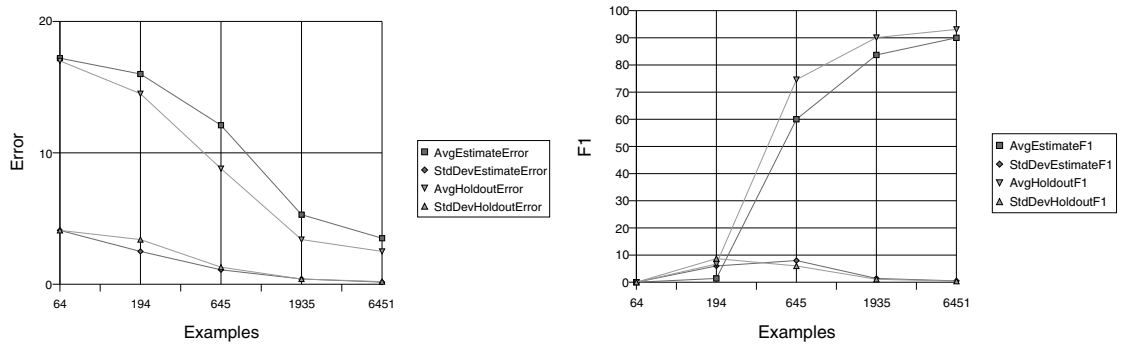 20
10
0
Error
64
194
645
1935
6451
Examples
AvgEstimateError
StdDevEstimateError
AvgHoldoutError
StdDevHoldoutError
100
90
80
70
60
50
40
30
20
10
0
F1
64
194
645
1935
6451
Examples
AvgEstimateF1
StdDevEstimateF1
AvgHoldoutF1
StdDevHoldoutF1